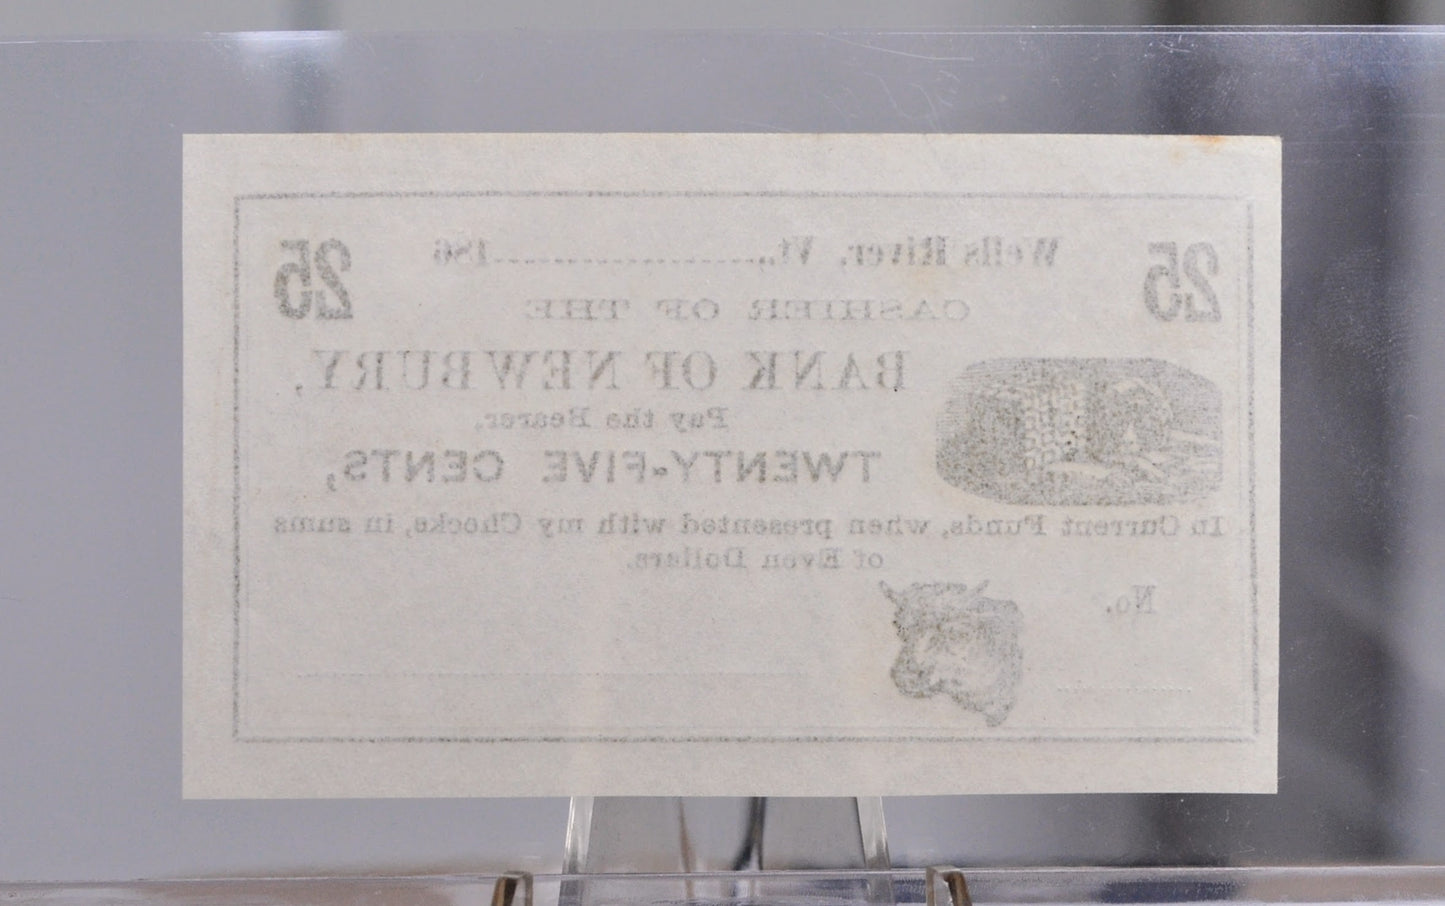 25 Wells River, Vt., 186 25
CASHIER OF THE
BANK OF NEWBURY,
Pay the Bearer,
TWENTY-FIVE CENTS,
In Current Funds, when presented with my Checks, in sums
of Even Dollars.
No.